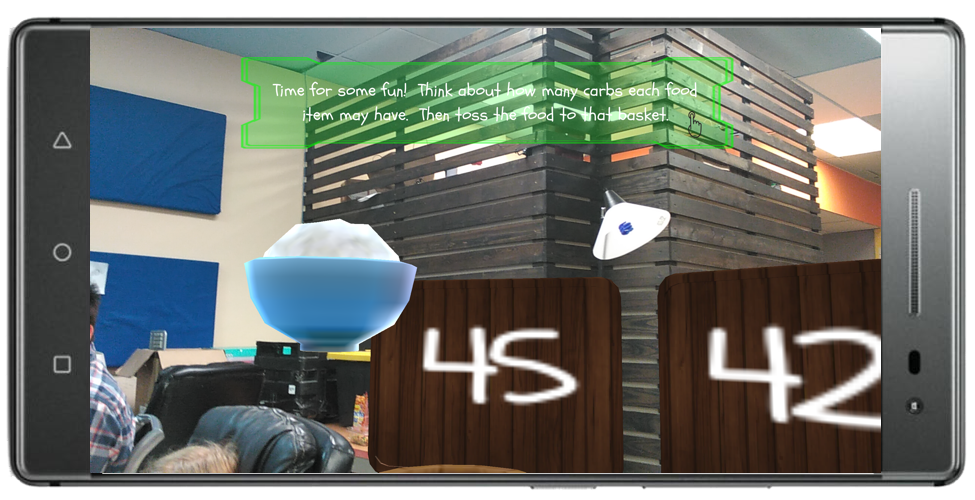 Time for some fun! Think about how many carbs each food
item may have. Then toss the food to that basket.
45
42